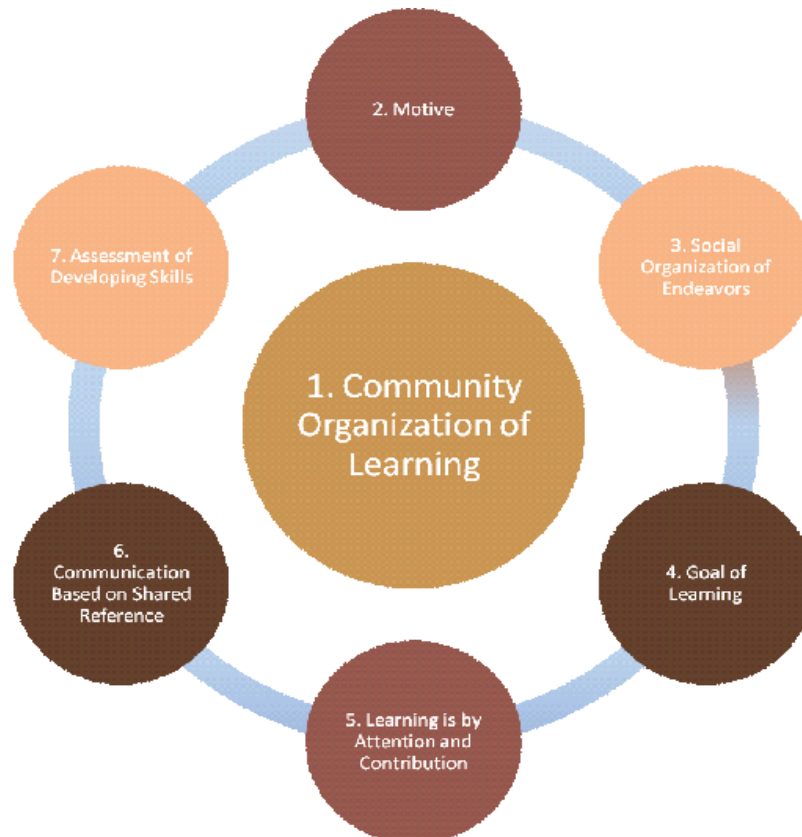 1. Community
Organization of
Learning
2. Motive
3. Social
Organization of
Endeavors
4. Goal of
Learning
5. Learning is by
Attention and
Contribution
6.
Communication
Based on Shared
Reference
7. Assessment of
Developing Skills